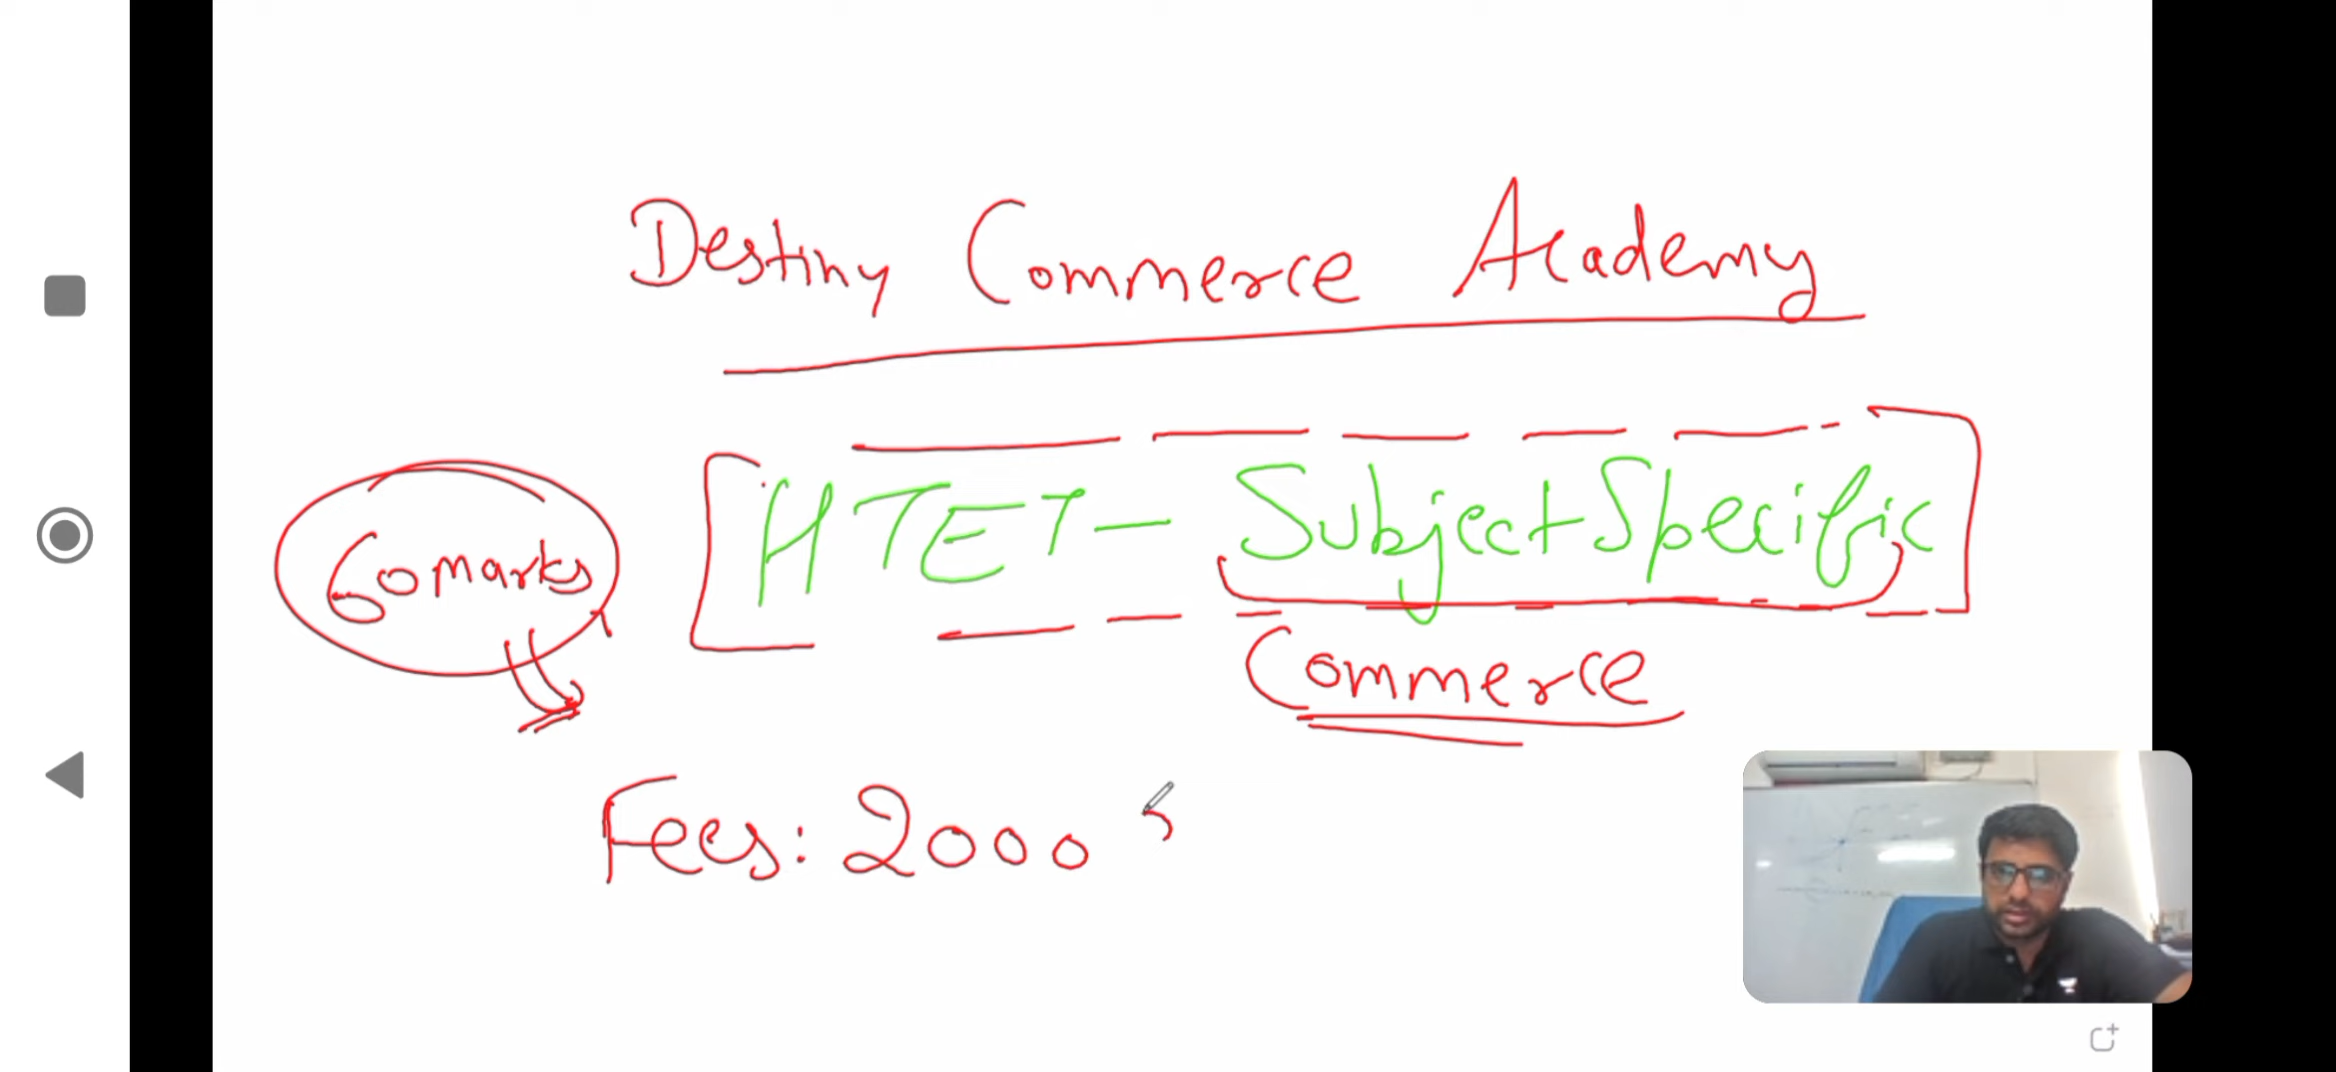 Destiny Commerce Academy
60 marks
HTET - Subject Specific
Commerce
Fees: 2000